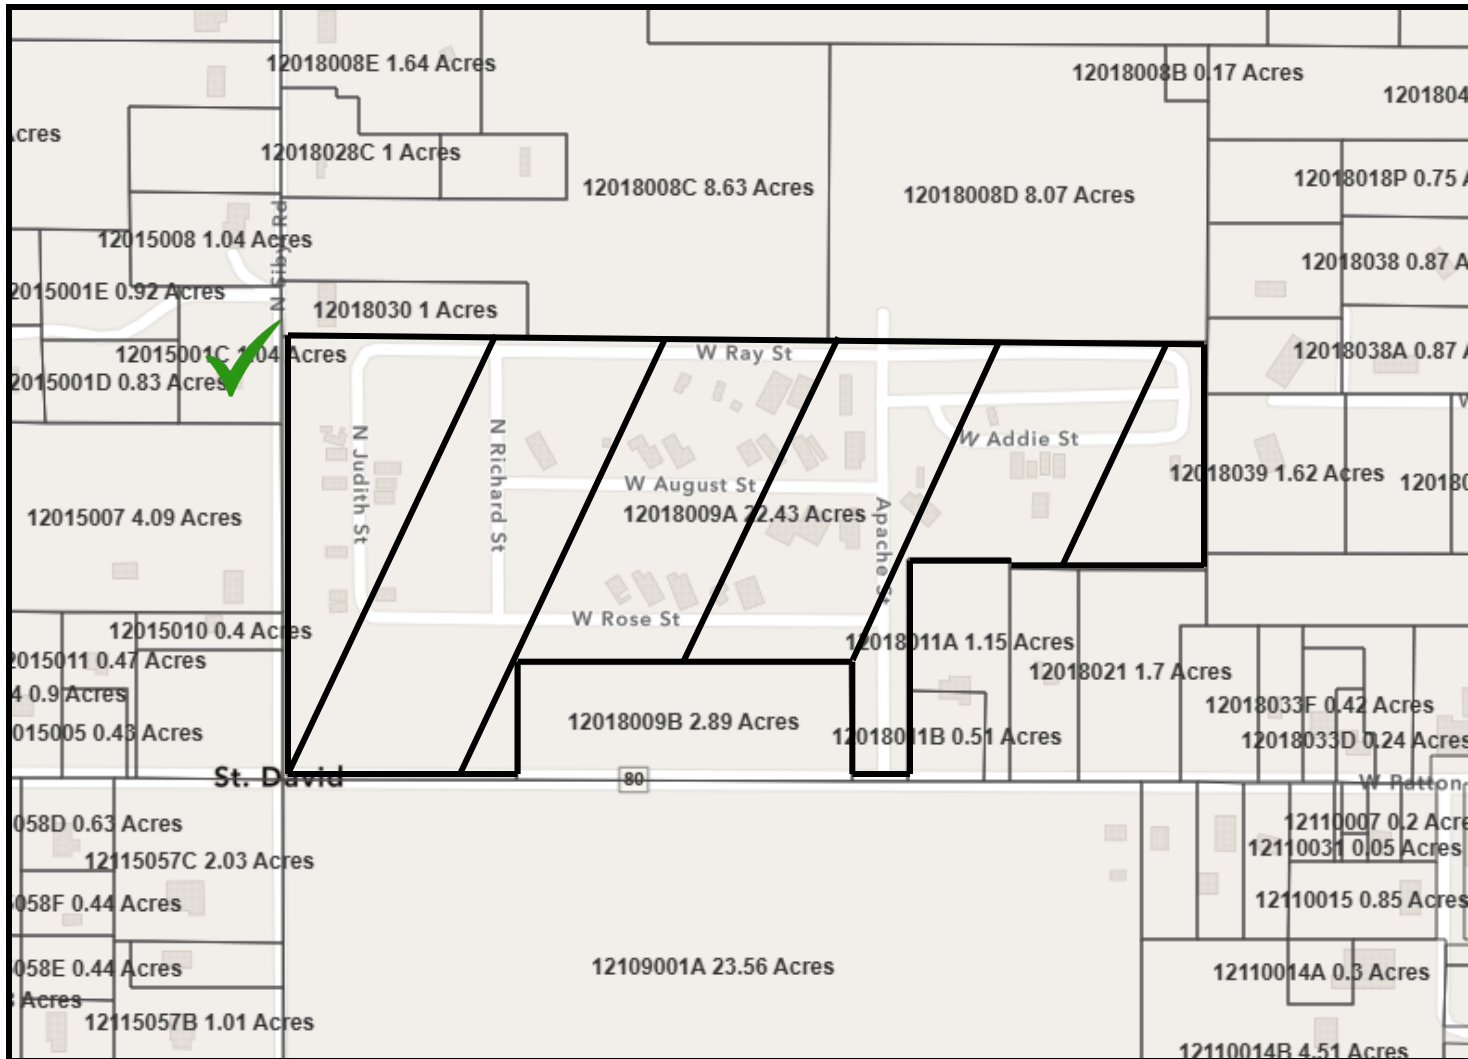 12018008E 1.64 Acres
12018008B 0.17 Acres
1201804
Acres
12018028C 1 Acres
12018008C 8.63 Acres
12018008D 8.07 Acres
12018018P 0.75 A
N Siby Rd
12015008 1.04 Acres
12018038 0.87 A
2015001E 0.92 Acres
12018030 1 Acres
12015001C 1.04 Acres
W Ray St
12018038A 0.87 A
2015001D 0.83 Acres
W
N Judith St
N Richard St
W Addie St
12018039 1.62 Acres
120180
W August St
12015007 4.09 Acres
12018009A 22.43 Acres
Apache St
W Rose St
12015010 0.4 Acres
12018011A 1.15 Acres
2015011 0.47 Acres
12018021 1.7 Acres
4 0.9 Acres
12018033F 0.42 Acres
12018009B 2.89 Acres
015005 0.43 Acres
12018011B 0.51 Acres
12018033D 0.24 Acres
St. David
80
W Patton
058D 0.63 Acres
12110007 0.2 Acre
12110031 0.05 Acres
12115057C 2.03 Acres
058F 0.44 Acres
12110015 0.85 Acres
12109001A 23.56 Acres
058E 0.44 Acres
12110014A 0.3 Acres
Acres
12115057B 1.01 Acres
12110014B 4.51 Acres